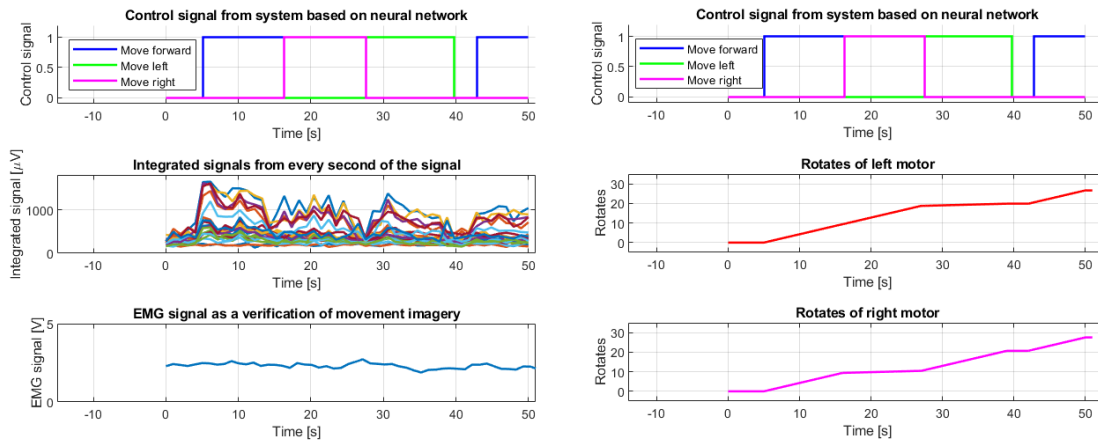 Control signal from system based on neural network
Control signal
1
0.5
0
Move forward
Move left
Move right
-10 0 10 20 30 40 50
Time [s]
Integrated signals from every second of the signal
Integrated signal [μV]
1000
0
-10 0 10 20 30 40 50
Time [s]
EMG signal as a verification of movement imagery
EMG signal [V]
5
0
-10 0 10 20 30 40 50
Time [s]
Control signal from system based on neural network
Control signal
1
0.5
0
Move forward
Move left
Move right
-10 0 10 20 30 40 50
Time [s]
Rotates of left motor
Rotates
30
20
10
0
-10 0 10 20 30 40 50
Time [s]
Rotates of right motor
Rotates
30
20
10
0
-10 0 10 20 30 40 50
Time [s]